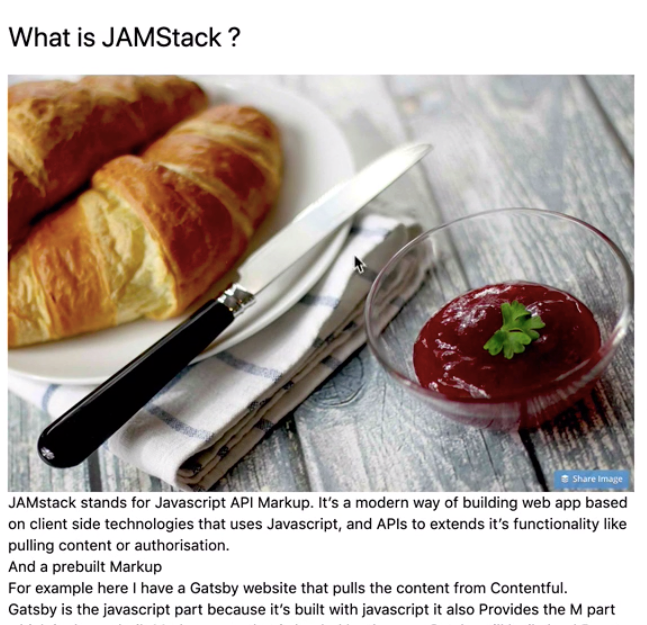 What is JAMStack ?
Share Image
JAMstack stands for Javascript API Markup. It's a modern way of building web app based
on client side technologies that uses Javascript, and APIs to extends it's functionality like
pulling content or authorisation.
And a prebuilt Markup
For example here I have a Gatsby website that pulls the content from Contentful.
Gatsby is the javascript part because it's built with javascript it also Provides the M part